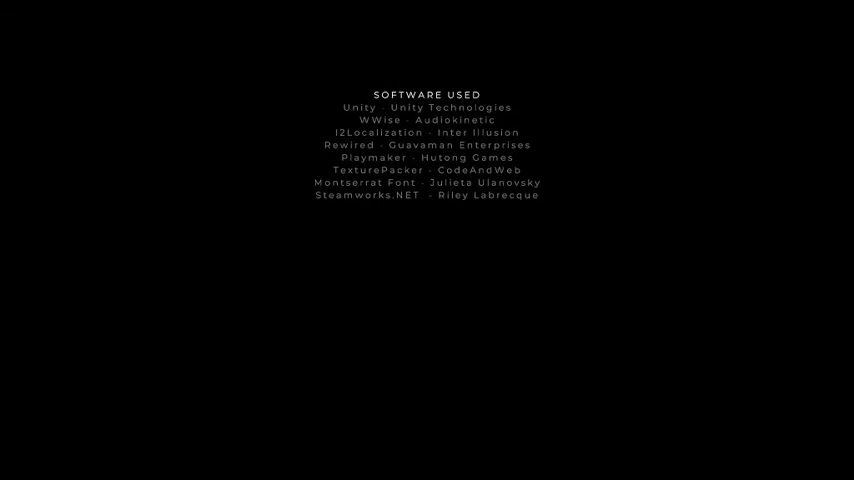 SOFTWARE USED
Unity - Unity Technologies
WWise - Audiokinetic
I2Localization - Inter Illusion
Rewired - Guavaman Enterprises
Playmaker - Hutong Games
TexturePacker - CodeAndWeb
Montserrat Font - Julieta Ulanovsky
Steamworks.NET - Riley Labrecque